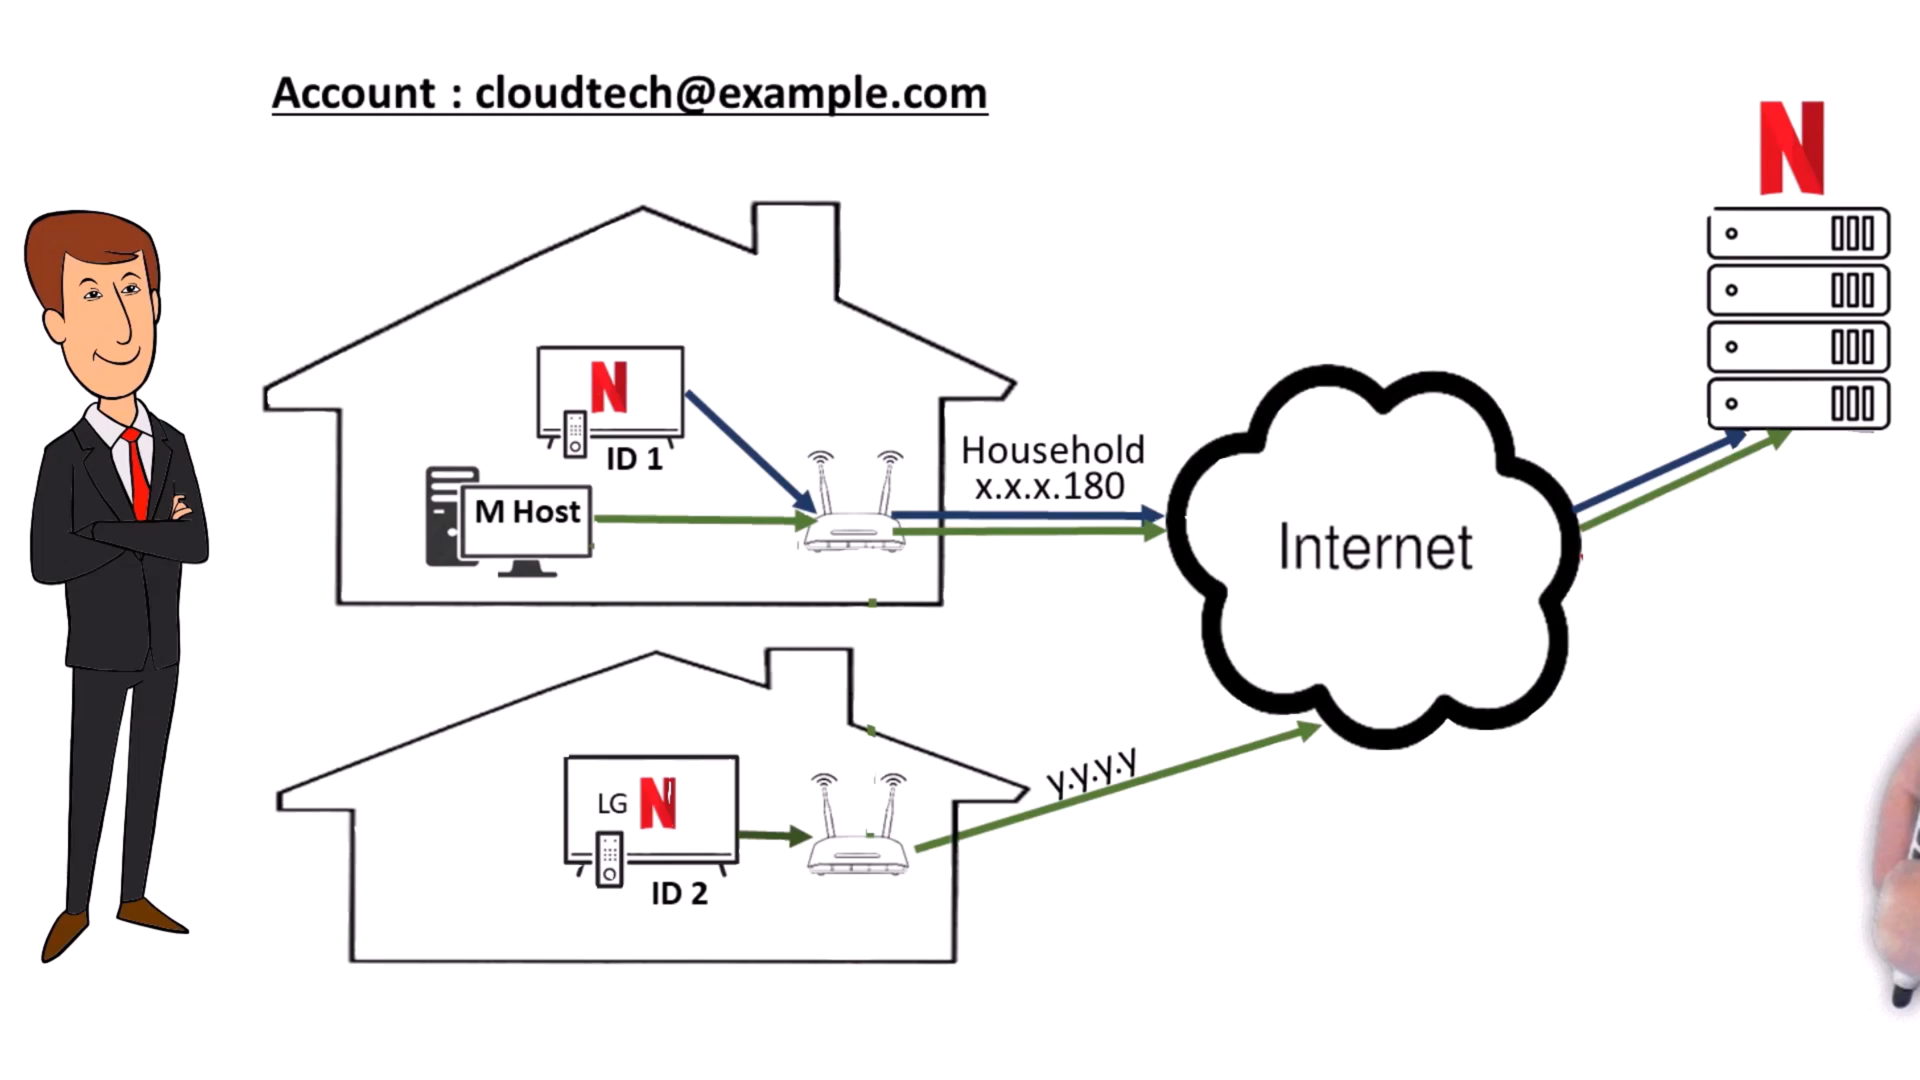 Account : cloudtech@example.com
N
N
ID 1
M Host
Household
x.x.x.180
Internet
y.y.y.y
LG N
ID 2